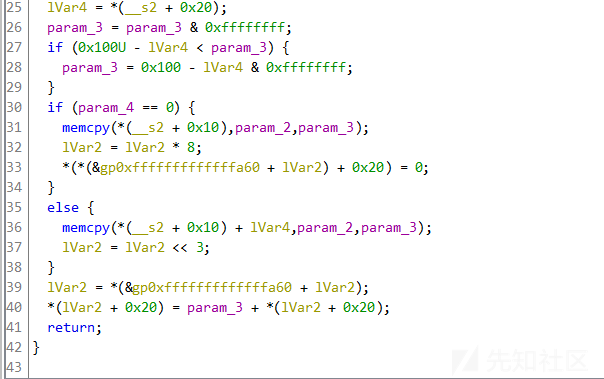 25 lVar4 = *(__s2 + 0x20);
26 param_3 = param_3 & 0xffffffff;
27 if (0x100U - lVar4 < param_3) {
28 param_3 = 0x100 - lVar4 & 0xffffffff;
29 }
30 if (param_4 == 0) {
31 memcpy(*(__s2 + 0x10),param_2,param_3);
32 lVar2 = lVar2 * 8;
33 *(*(&gp0xfffffffffffffa60 + lVar2) + 0x20) = 0;
34 }
35 else {
36 memcpy(*(__s2 + 0x10) + lVar4,param_2,param_3);
37 lVar2 = lVar2 << 3;
38 }
39 lVar2 = *(&gp0xfffffffffffffa60 + lVar2);
40 *(lVar2 + 0x20) = param_3 + *(lVar2 + 0x20);
41 return;
42 }
43
先知社区